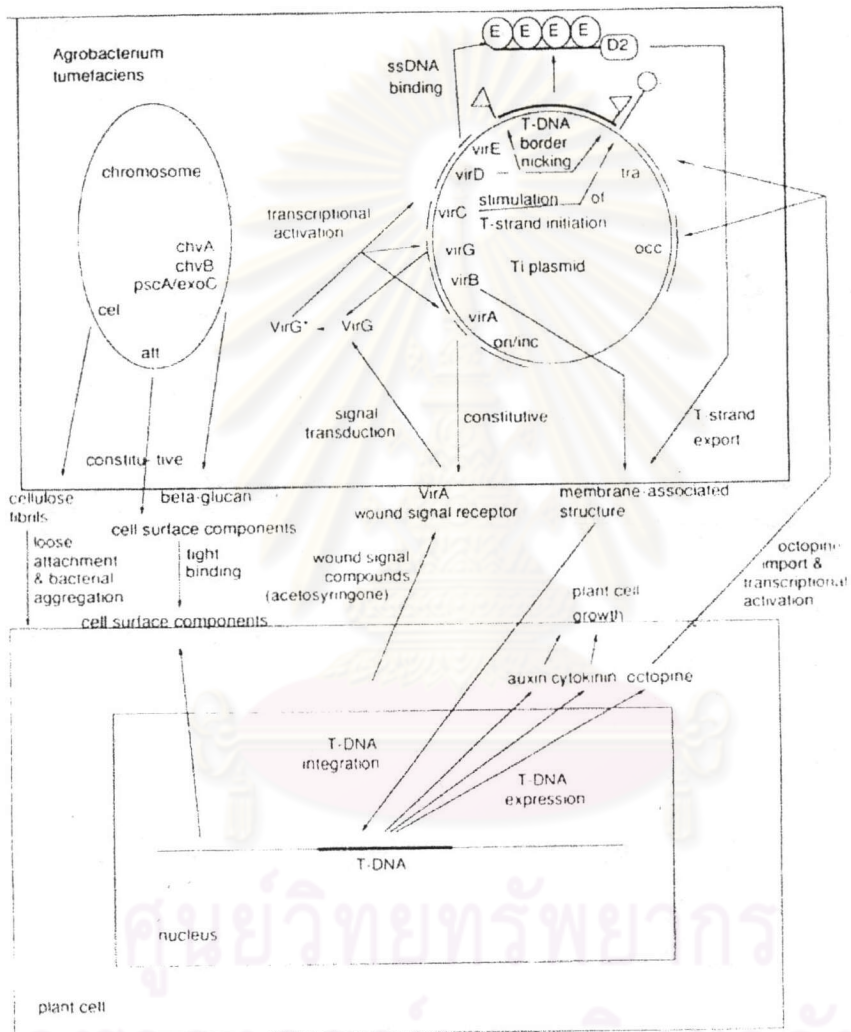 Agrobacterium
tumefaciens
E E E E
D2
ssDNA
binding
T-DNA
border
nicking
virE
virD
virC
stimulation of
T-strand initiation
virG
virB
virA
ori/inc
Ti plasmid
tra
occ
chromosome
chvA
chvB
pscA/exoC
cel
att
transcriptional
activation
VirG* VirG
signal
transduction
constitutive
T-strand
export
constitu- tive
cellulose
fibrils
beta-glucan
cell surface components
VirA
wound signal receptor
membrane-associated
structure
loose
attachment
& bacterial
aggregation
tight
binding
cell surface components
wound signal
compounds
(acetosyringone)
plant cell
growth
octopine
import &
transcriptional
activation
auxin cytokinin octopine
T-DNA
integration
T-DNA
expression
T-DNA
nucleus
plant cell
ศูนย์วิทยทรัพยากร